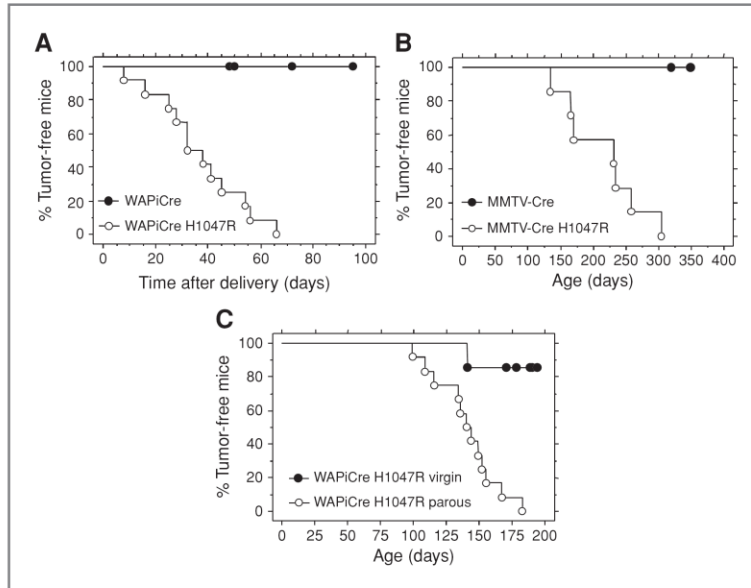 A
% Tumor-free mice
100
80
60
40
20
0
WAPiCre
WAPiCre H1047R
0 20 40 60 80 100
Time after delivery (days)
B
% Tumor-free mice
100
80
60
40
20
0
MMTV-Cre
MMTV-Cre H1047R
0 50 100 150 200 250 300 350 400
Age (days)
C
% Tumor-free mice
100
80
60
40
20
0
WAPiCre H1047R virgin
WAPiCre H1047R parous
0 25 50 75 100 125 150 175 200
Age (days)